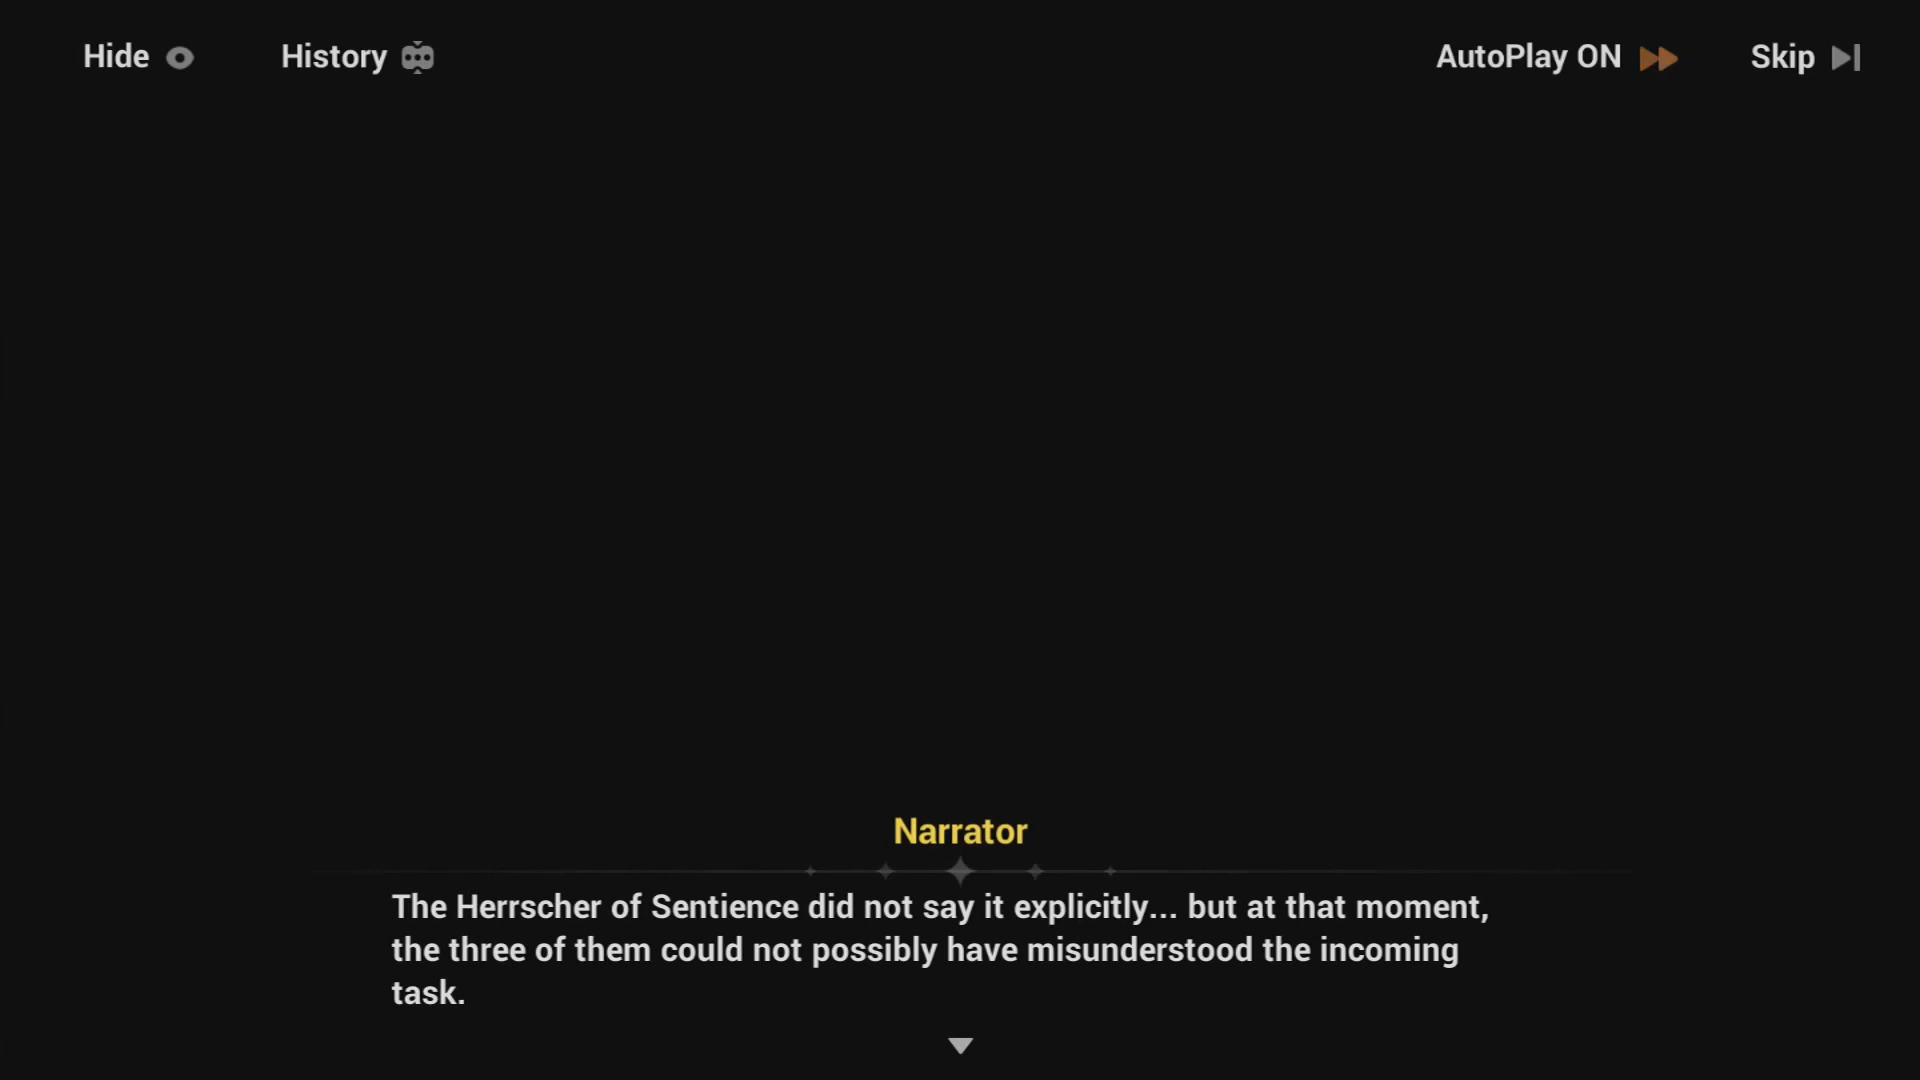 Hide
History
AutoPlay ON
Skip
Narrator
The Herrscher of Sentience did not say it explicitly... but at that moment,
the three of them could not possibly have misunderstood the incoming
task.